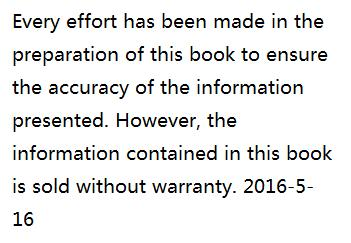 Every effort has been made in the
preparation of this book to ensure
the accuracy of the information
presented. However, the
information contained in this book
is sold without warranty. 2016-5-
16